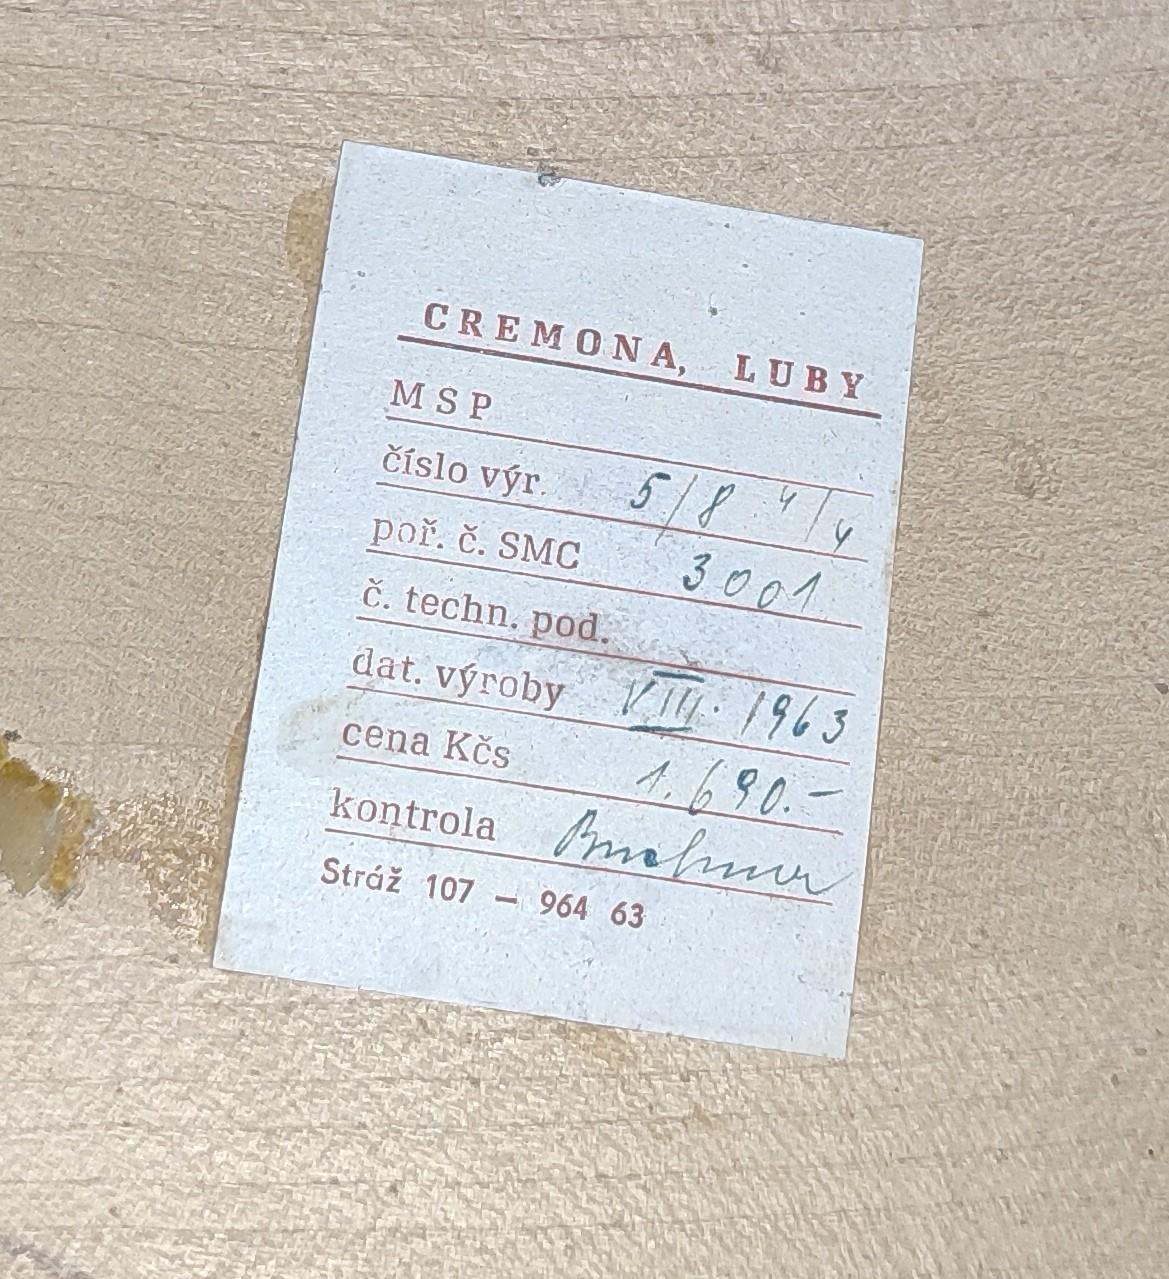 CREMONA, LUBY
MSP
číslo výr. 5/8 4/4
poř. č. SMC 3001
č. techn. pod.
dat. výroby VIII. 1963
cena Kčs 1.690.–
kontrola
Stráž 107 – 964 63